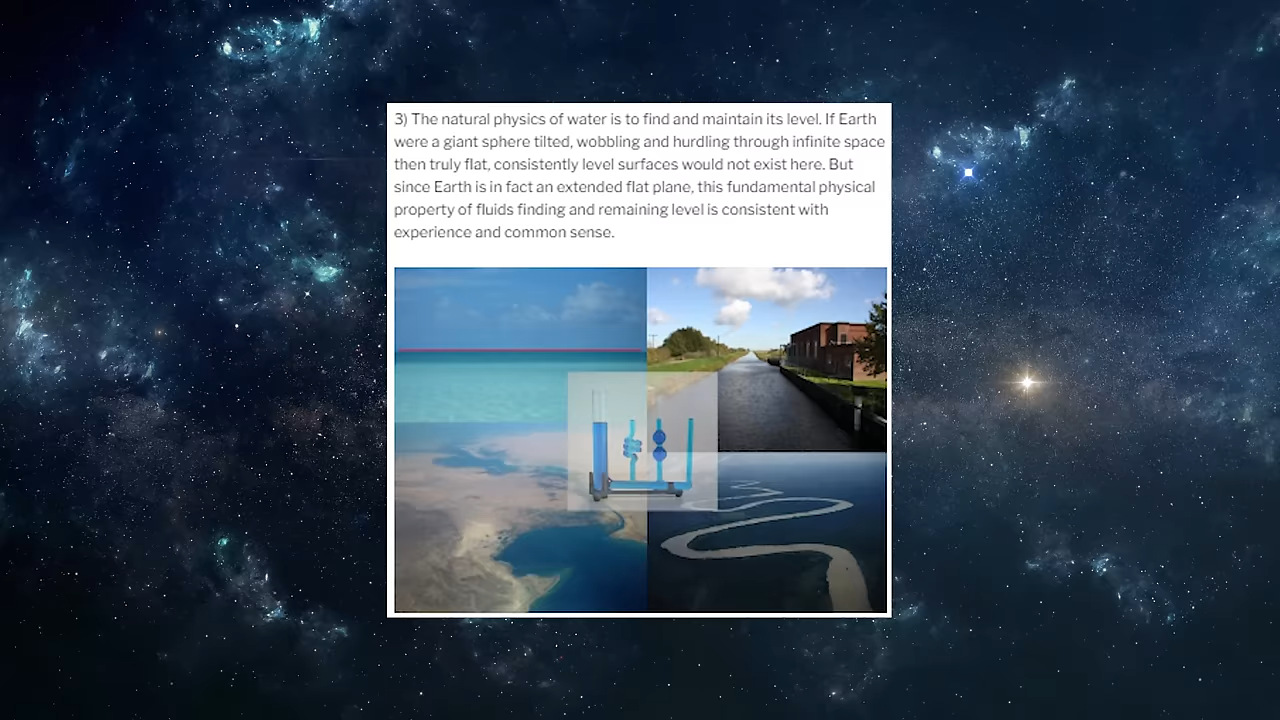 3) The natural physics of water is to find and maintain its level. If Earth
were a giant sphere tilted, wobbling and hurdling through infinite space
then truly flat, consistently level surfaces would not exist here. But
since Earth is in fact an extended flat plane, this fundamental physical
property of fluids finding and remaining level is consistent with
experience and common sense.